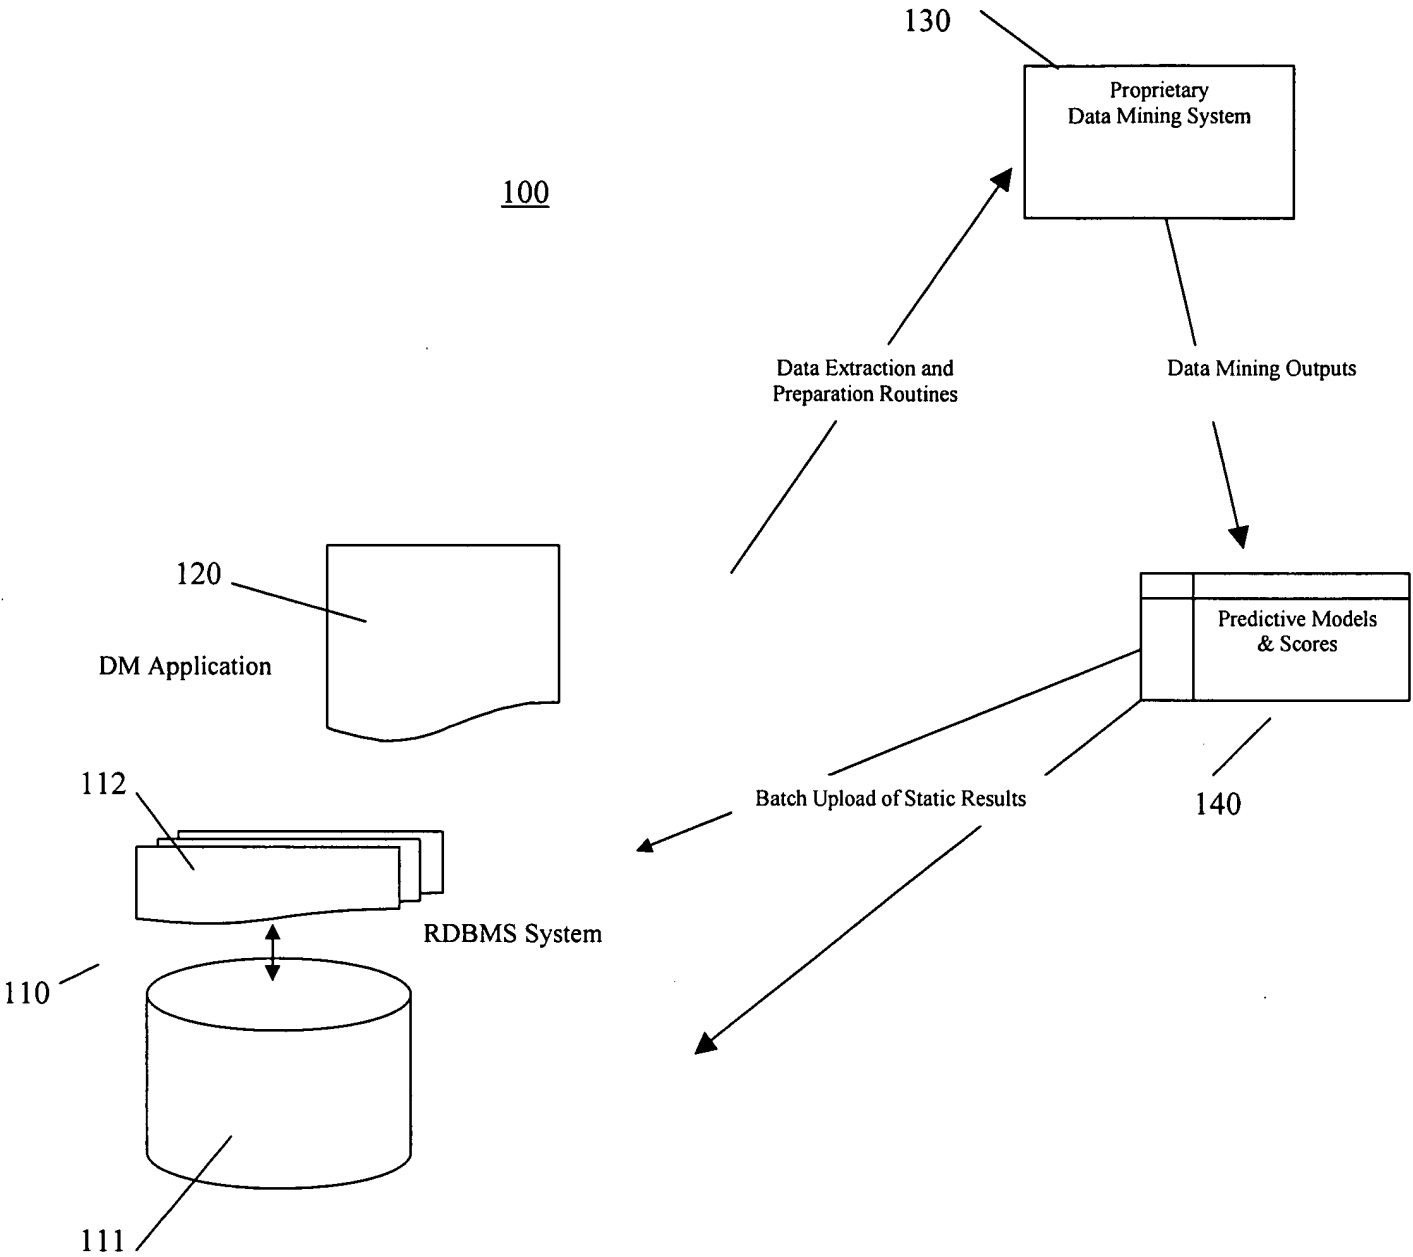 130
Proprietary
Data Mining System
100
Data Extraction and
Preparation Routines
Data Mining Outputs
120
DM Application
Predictive Models
& Scores
112
Batch Upload of Static Results
140
RDBMS System
110
111